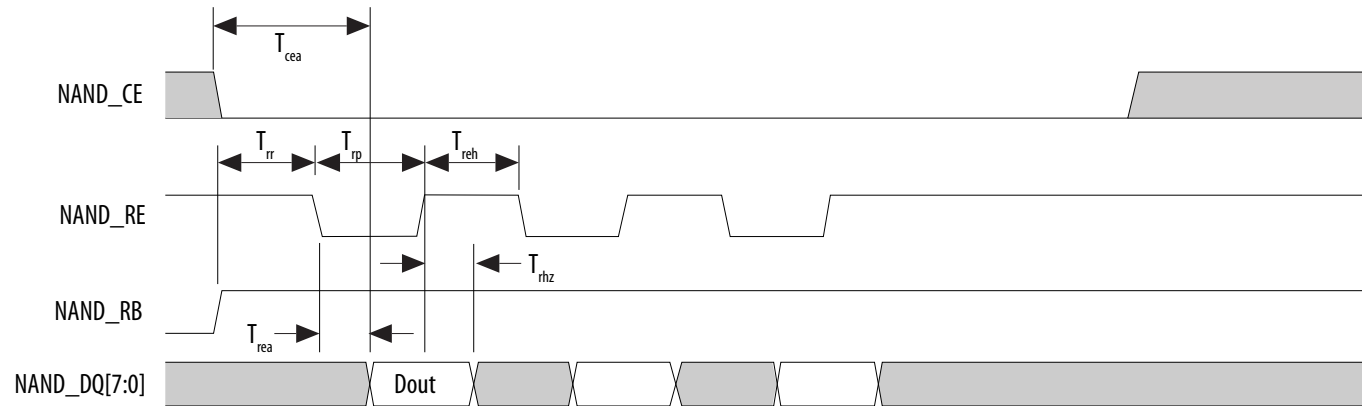 Tcea
NAND_CE
Trr Trp Treh
NAND_RE
Trhz
NAND_RB
Trea
NAND_DQ[7:0] Dout